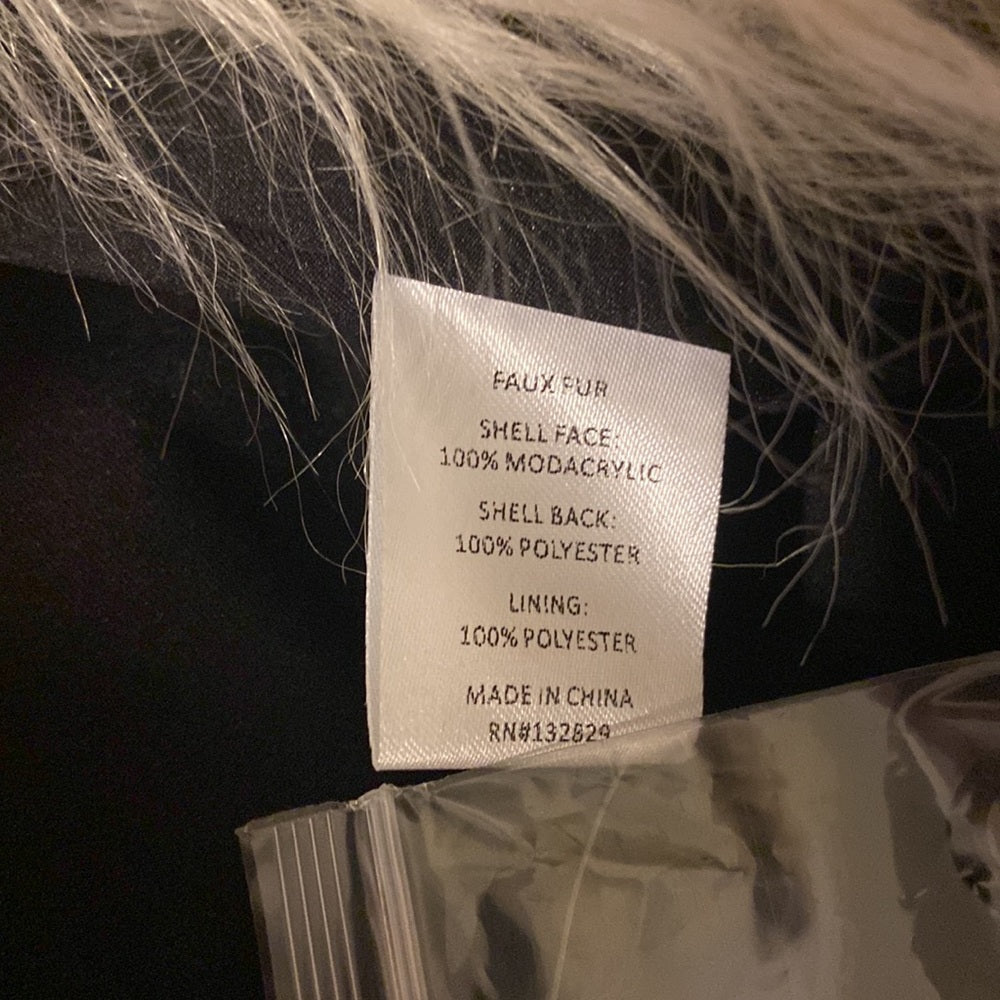 FAUX FUR
SHELL FACE:
100% MODACRYLIC
SHELL BACK:
100% POLYESTER
LINING:
100% POLYESTER
MADE IN CHINA
RN#132829